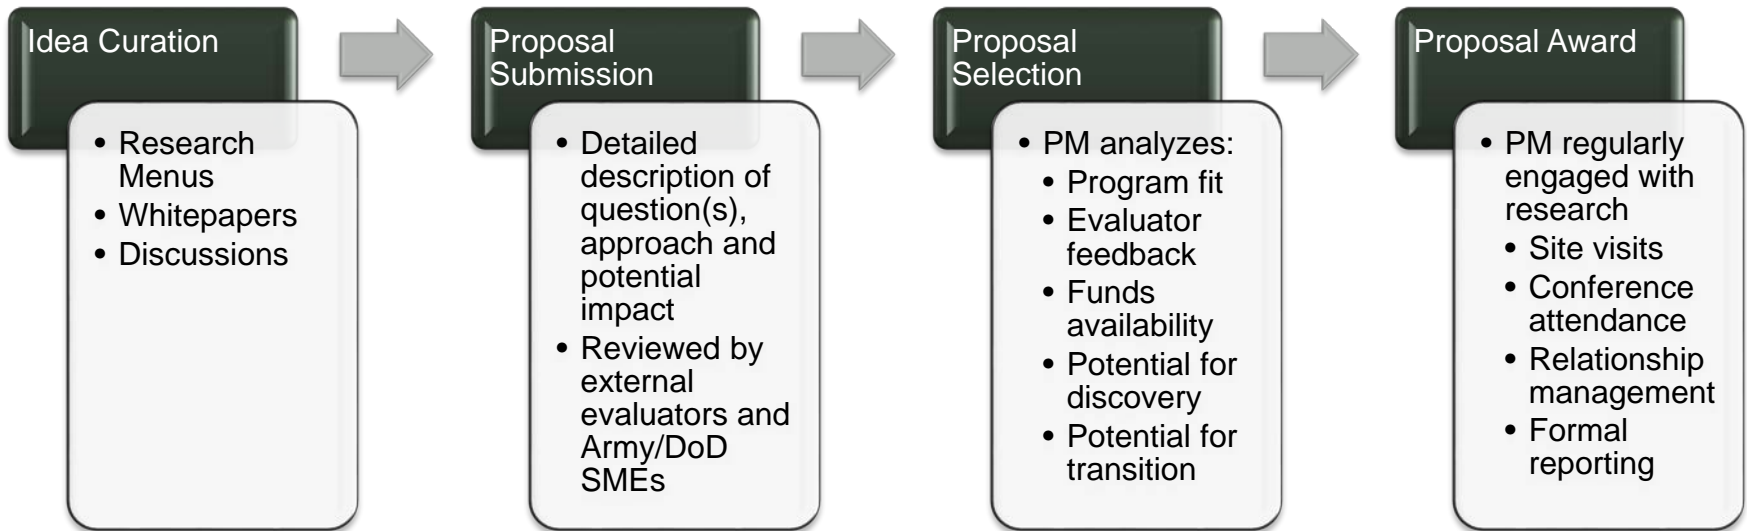 Idea Curation
• Research
Menus
• Whitepapers
• Discussions
Proposal
Submission
• Detailed
description of
question(s),
approach and
potential
impact
• Reviewed by
external
evaluators and
Army/DoD
SMEs
Proposal
Selection
• PM analyzes:
• Program fit
• Evaluator
feedback
• Funds
availability
• Potential for
discovery
• Potential for
transition
Proposal Award
• PM regularly
engaged with
research
• Site visits
• Conference
attendance
• Relationship
management
• Formal
reporting